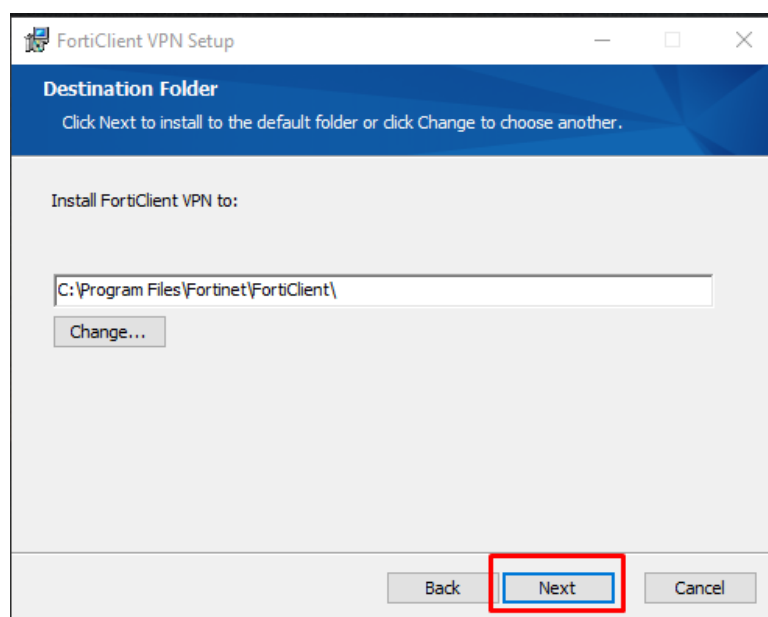 FortiClient VPN Setup
Destination Folder
Click Next to install to the default folder or click Change to choose another.
Install FortiClient VPN to:
C:\Program Files\Fortinet\FortiClient\
Change...
Back Next Cancel